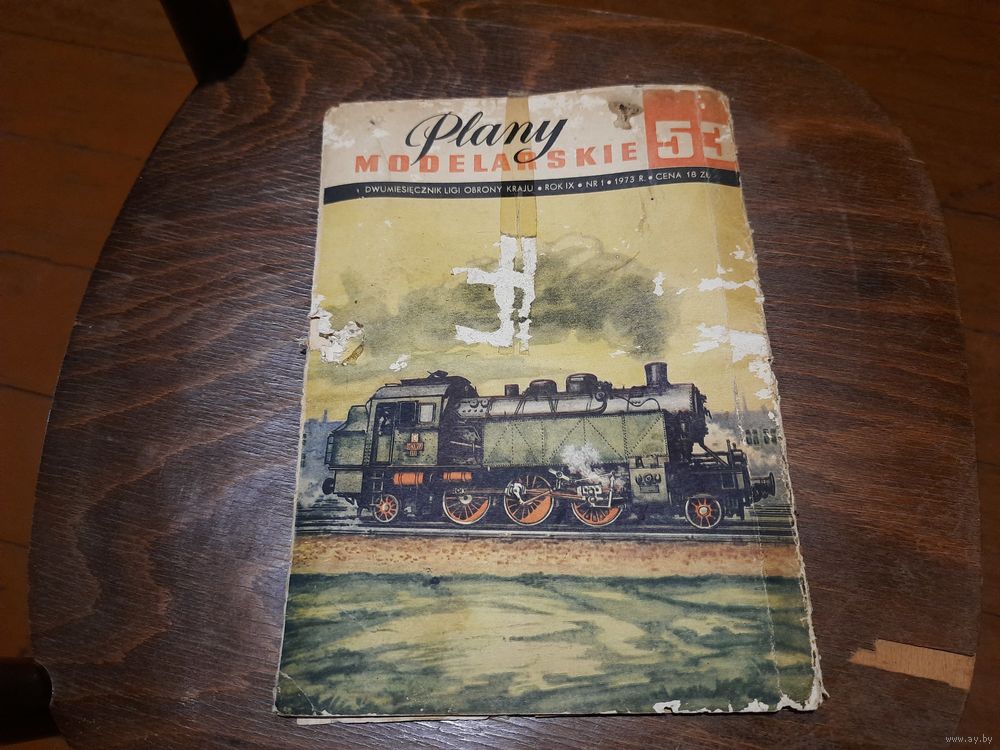 Plany
MODELARSKIE 53
DWUMIESIĘCZNIK LIGI OBRONY KRAJU • ROK IX • NR 1 • 1973 R. • CENA 18 ZŁ
www.ay.by